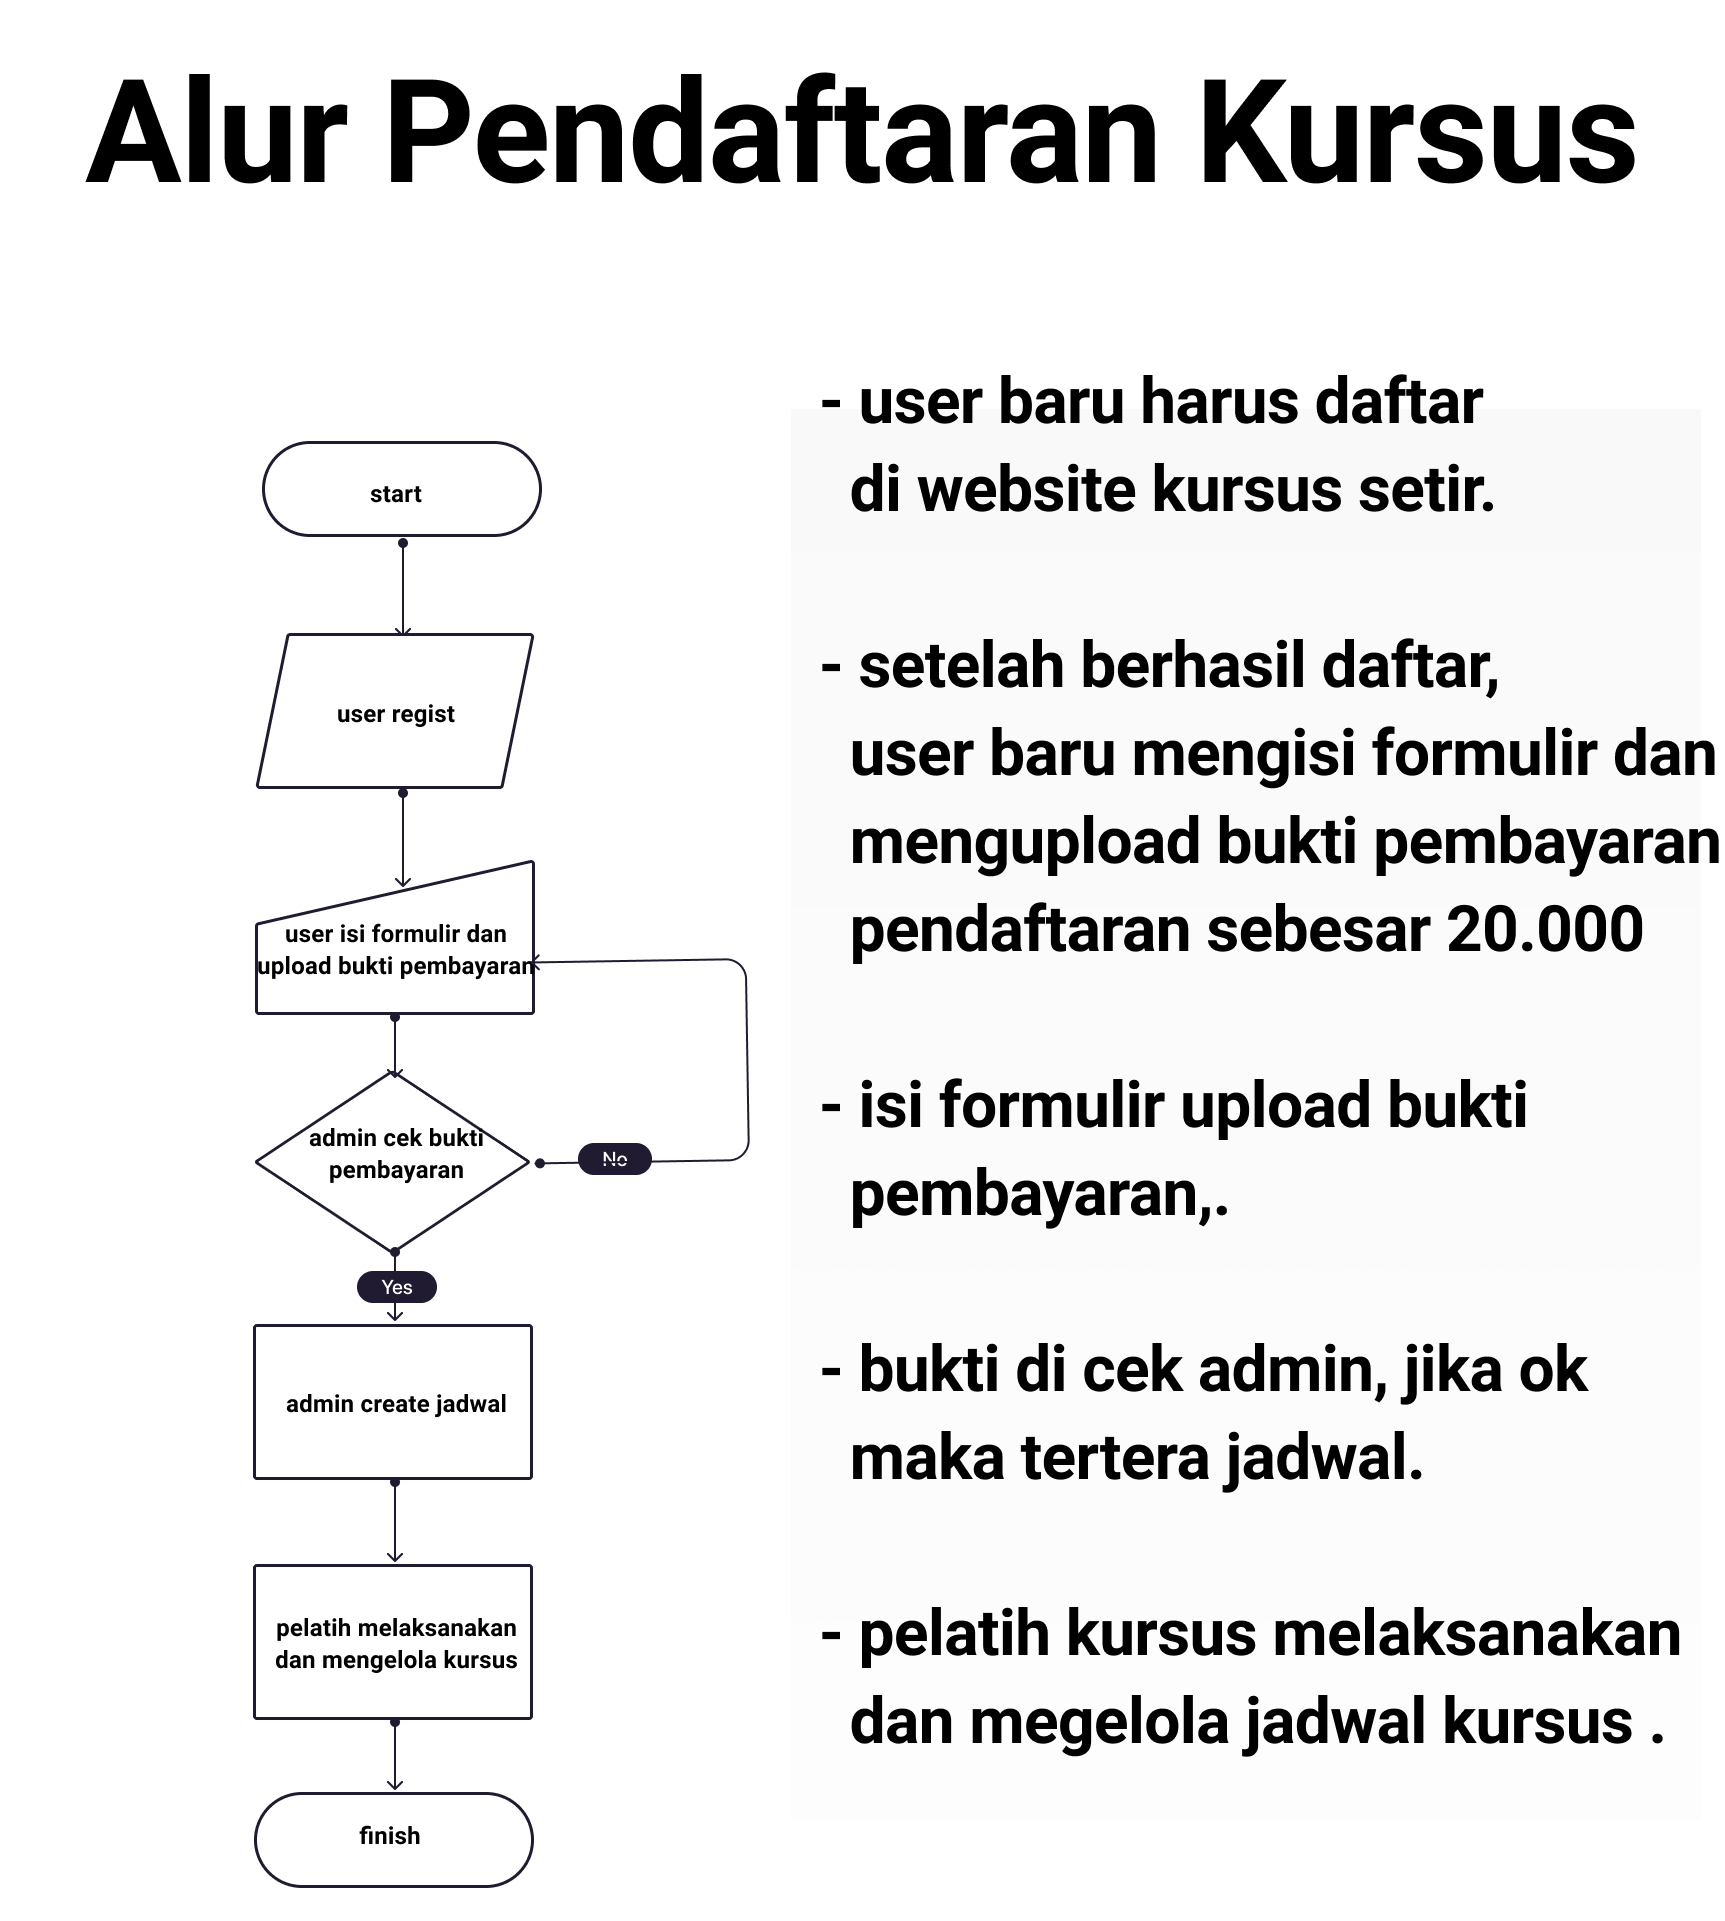 Alur Pendaftaran Kursus
start
user regist
user isi formulir dan
upload bukti pembayaran
admin cek bukti
pembayaran
No
Yes
admin create jadwal
pelatih melaksanakan
dan mengelola kursus
finish
- user baru harus daftar
di website kursus setir.
- setelah berhasil daftar,
user baru mengisi formulir dan
mengupload bukti pembayaran
pendaftaran sebesar 20.000
- isi formulir upload bukti
pembayaran,.
- bukti di cek admin, jika ok
maka tertera jadwal.
- pelatih kursus melaksanakan
dan megelola jadwal kursus .